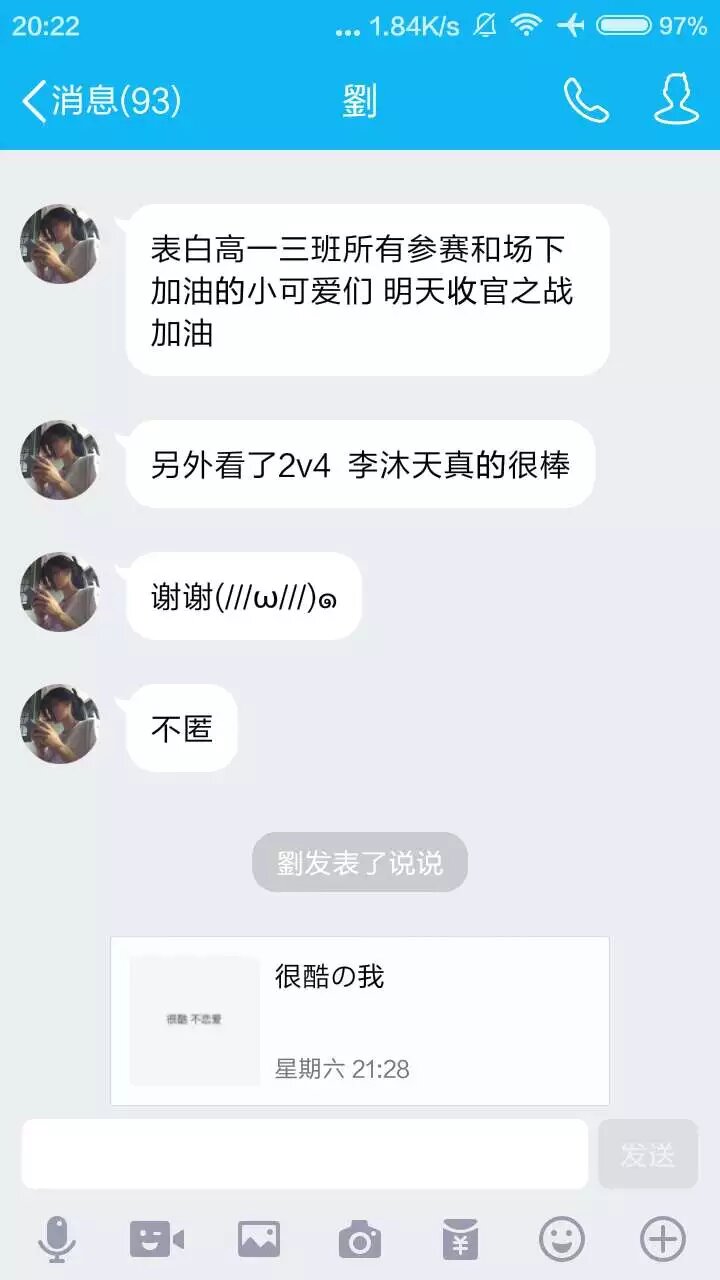 20:22
... 1.84K/s
97%
消息(93)
劉
表白高一三班所有参赛和场下
加油的小可爱们 明天收官之战
加油
另外看了2v4 李沐天真的很棒
谢谢(///ω///)๑
不匿
劉发表了说说
很酷の我
很酷 不恋爱
星期六 21:28
发送